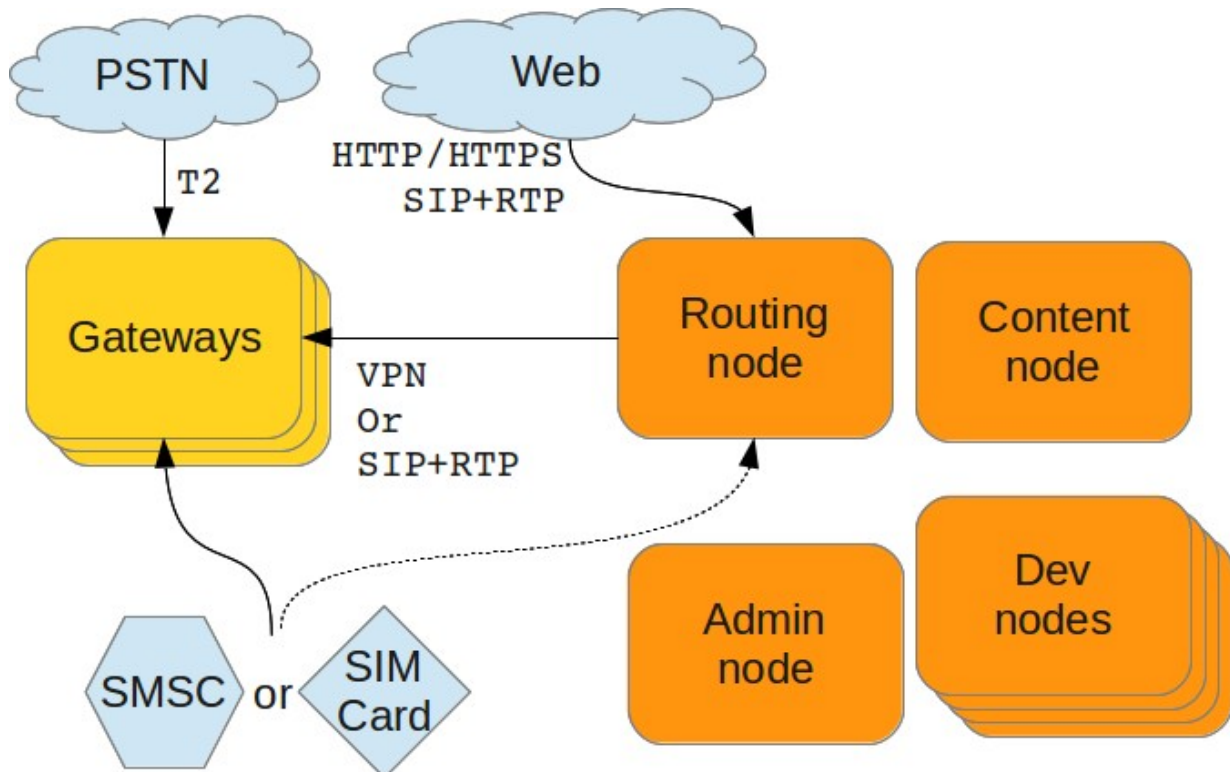 PSTN
Web
HTTP/HTTPS
SIP+RTP
T2
Gateways
Routing
node
Content
node
VPN
Or
SIP+RTP
Admin
node
Dev
nodes
SMSC
or
SIM
Card